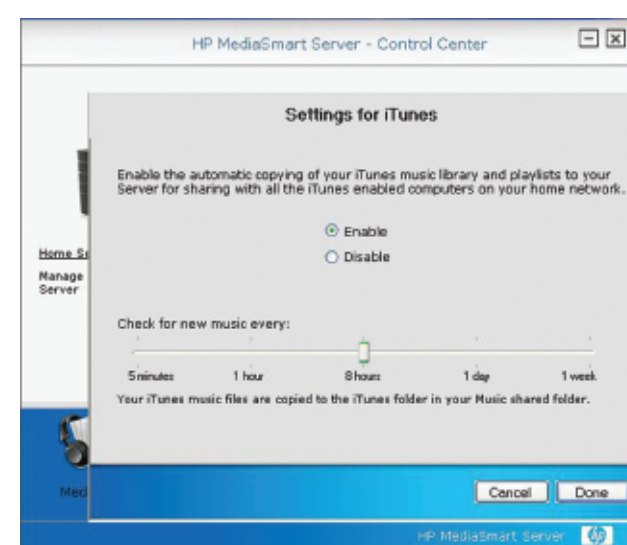 HP MediaSmart Server - Control Center
Settings for iTunes
Enable the automatic copying of your iTunes music library and playlists to your
Server for sharing with all the iTunes enabled computers on your home network.
Enable
Disable
Home Se
Manage
Server
Check for new music every:
5 minutes 1 hour 8 hours 1 day 1 week
Your iTunes music files are copied to the iTunes folder in your Music shared folder.
Med
Cancel Done
HP MediaSmart Server hp